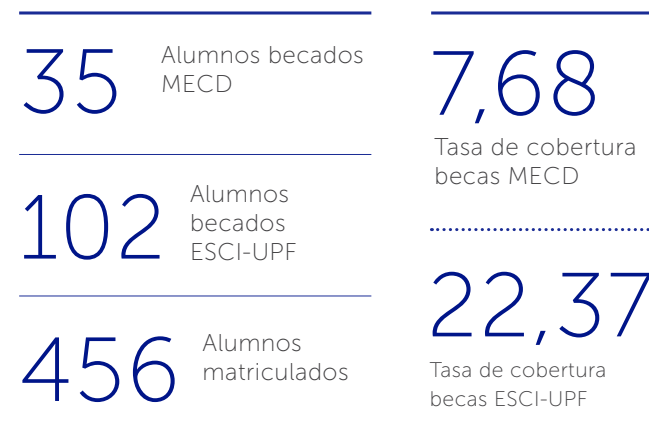 35
Alumnos becados
MECD
102
Alumnos
becados
ESCI-UPF
456
Alumnos
matriculados
7,68
Tasa de cobertura
becas MECD
22,37
Tasa de cobertura
becas ESCI-UPF